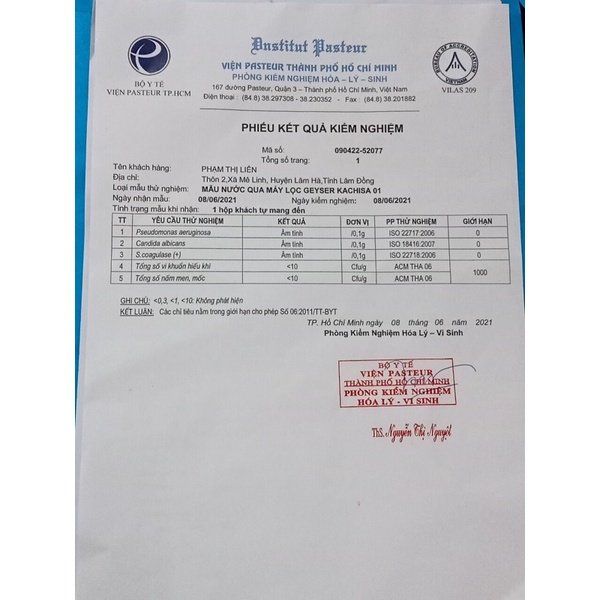 Institut Pasteur
VIỆN PASTEUR THÀNH PHỐ HỒ CHÍ MINH
PHÒNG KIỂM NGHIỆM HÓA – LÝ – SINH
167 đường Pasteur, Quận 3 – Thành phố Hồ Chí Minh, Việt Nam
Điện thoại : (84.8) 38.297308 - 38.230352 - Fax : (84.8) 38.201882
BỘ Y TẾ
VIỆN PASTEUR TP.HCM
BUREAU OF ACCREDITATION
VIETNAM
VILAS 209
PHIẾU KẾT QUẢ KIỂM NGHIỆM
Mã số: 090422-52077
Tổng số trang: 1
Tên khách hàng: PHẠM THỊ LIÊN
Địa chỉ: Thôn 2,Xã Mê Linh, Huyện Lâm Hà,Tỉnh Lâm Đồng
Loại mẫu thử nghiệm: MẪU NƯỚC QUA MÁY LỌC GEYSER KACHISA 01
Ngày nhận mẫu: 08/06/2021 Ngày kiểm nghiệm: 08/06/2021
Tình trạng mẫu khi nhận: 1 hộp khách tự mang đến
TT YÊU CẦU THỬ NGHIỆM KẾT QUẢ ĐƠN VỊ PP THỬ NGHIỆM GIỚI HẠN
1 Pseudomonas aeruginosa Âm tính /0,1g ISO 22717:2006 0
2 Candida albicans Âm tính /0,1g ISO 18416:2007 0
3 S.coagulase (+) Âm tính /0,1g ISO 22718:2006 0
4 Tổng số vi khuẩn hiếu khí <10 Cfu/g ACM THA 06 1000
5 Tổng số nấm men, mốc <10 Cfu/g ACM THA 06
GHI CHÚ: <0,3, <1, <10: Không phát hiện
KẾT LUẬN: Các chỉ tiêu nằm trong giới hạn cho phép Số 06:2011/TT-BYT
TP. Hồ Chí Minh ngày 08 tháng 06 năm 2021
Phòng Kiểm Nghiệm Hóa Lý – Vi Sinh
BỘ Y TẾ
VIỆN PASTEUR
THÀNH PHỐ HỒ CHÍ MINH
PHÒNG KIỂM NGHIỆM
HÓA LÝ - VI SINH
ThS. Nguyễn Thị Nguyệt